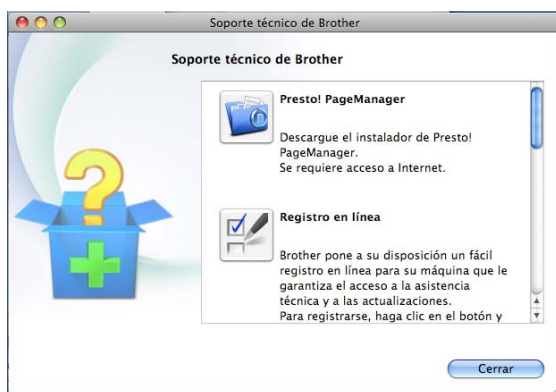 Soporte técnico de Brother
Soporte técnico de Brother
Presto! PageManager
Descargue el instalador de Presto!
PageManager.
Se requiere acceso a Internet.
Registro en línea
Brother pone a su disposición un fácil
registro en línea para su máquina que le
garantiza el acceso a la asistencia
técnica y a las actualizaciones.
Para registrarse, haga clic en el botón y
Cerrar